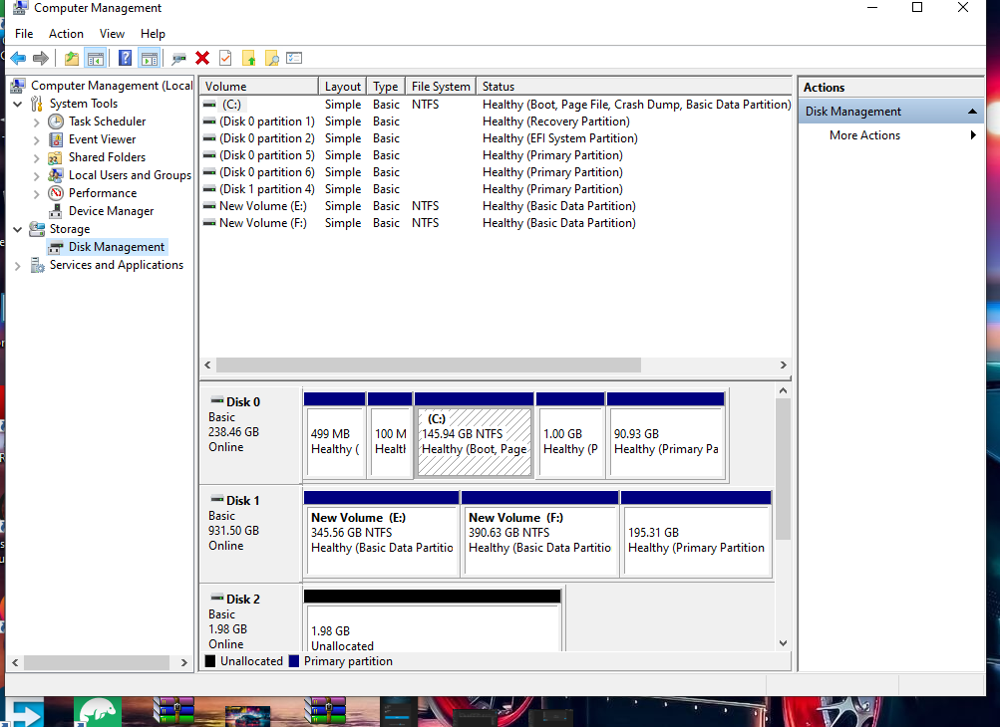 Computer Management
File Action View Help
Computer Management (Local
System Tools
Task Scheduler
Event Viewer
Shared Folders
Local Users and Groups
Performance
Device Manager
Storage
Disk Management
Services and Applications
Volume Layout Type File System Status
(C:) Simple Basic NTFS Healthy (Boot, Page File, Crash Dump, Basic Data Partition)
(Disk 0 partition 1) Simple Basic Healthy (Recovery Partition)
(Disk 0 partition 2) Simple Basic Healthy (EFI System Partition)
(Disk 0 partition 5) Simple Basic Healthy (Primary Partition)
(Disk 0 partition 6) Simple Basic Healthy (Primary Partition)
(Disk 1 partition 4) Simple Basic Healthy (Primary Partition)
New Volume (E:) Simple Basic NTFS Healthy (Basic Data Partition)
New Volume (F:) Simple Basic NTFS Healthy (Basic Data Partition)
Disk 0
Basic
238.46 GB
Online
499 MB
Healthy (
100 M
Healt
(C:)
145.94 GB NTFS
Healthy (Boot, Page
1.00 GB
Healthy (P
90.93 GB
Healthy (Primary Pa
Disk 1
Basic
931.50 GB
Online
New Volume (E:)
345.56 GB NTFS
Healthy (Basic Data Partitio
New Volume (F:)
390.63 GB NTFS
Healthy (Basic Data Partitio
195.31 GB
Healthy (Primary Partition
Disk 2
Basic
1.98 GB
Online
1.98 GB
Unallocated
Unallocated Primary partition
Actions
Disk Management
More Actions